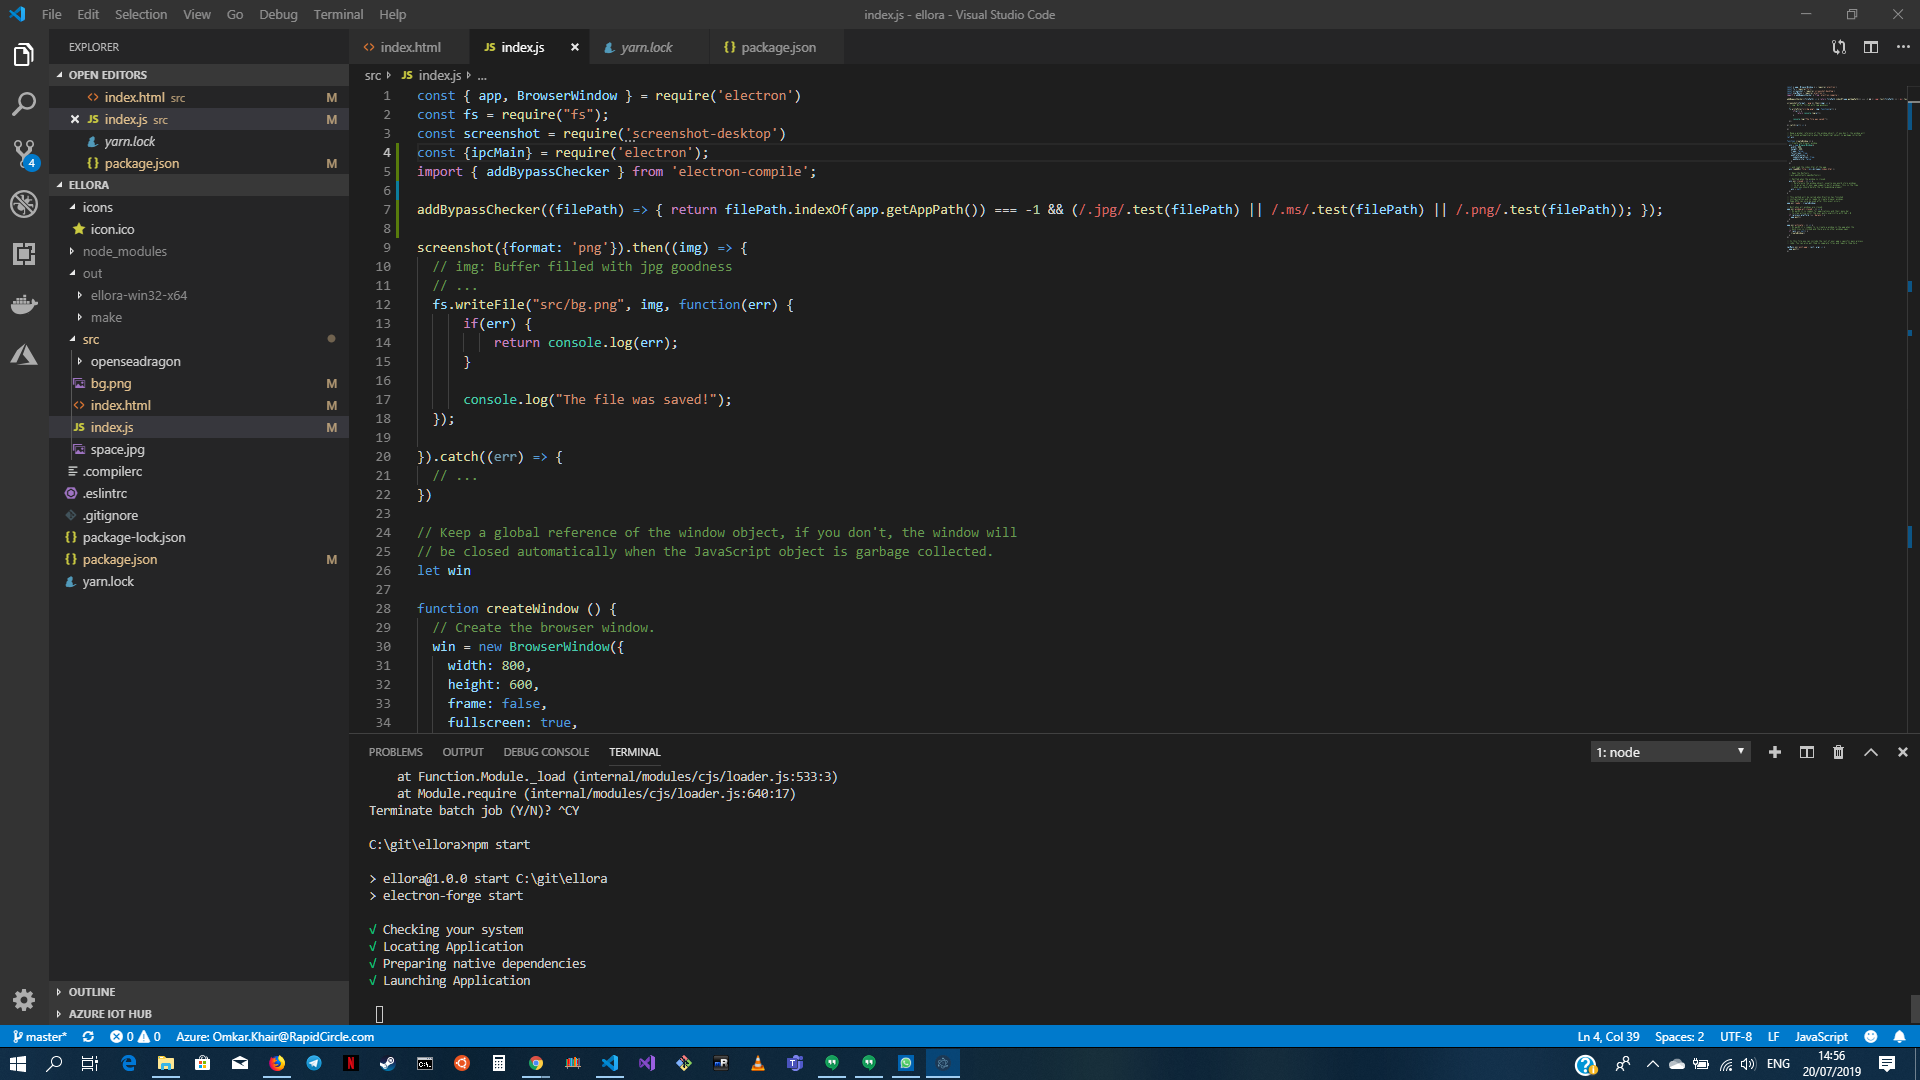 File Edit Selection View Go Debug Terminal Help
index.js - ellora - Visual Studio Code
EXPLORER
OPEN EDITORS
index.html src M
index.js src M
yarn.lock
package.json M
ELLORA
icons
icon.ico
node_modules
out
ellora-win32-x64
make
src
openseadragon
bg.png M
index.html M
index.js M
space.jpg
.compilerc
.eslintrc
.gitignore
package-lock.json
package.json M
yarn.lock
OUTLINE
AZURE IOT HUB
4
index.html
JS index.js
yarn.lock
package.json
src JS index.js ...
1 const { app, BrowserWindow } = require('electron')
2 const fs = require("fs");
3 const screenshot = require('screenshot-desktop')
4 const {ipcMain} = require('electron');
5 import { addBypassChecker } from 'electron-compile';
6
7 addBypassChecker((filePath) => { return filePath.indexOf(app.getAppPath()) === -1 && (/.jpg/.test(filePath) || /.ms/.test(filePath) || /.png/.test(filePath)); });
8
9 screenshot({format: 'png'}).then((img) => {
10 // img: Buffer filled with jpg goodness
11 // ...
12 fs.writeFile("src/bg.png", img, function(err) {
13 if(err) {
14 return console.log(err);
15 }
16
17 console.log("The file was saved!");
18 });
19
20 }).catch((err) => {
21 // ...
22 })
23
24 // Keep a global reference of the window object, if you don't, the window will
25 // be closed automatically when the JavaScript object is garbage collected.
26 let win
27
28 function createWindow () {
29 // Create the browser window.
30 win = new BrowserWindow({
31 width: 800,
32 height: 600,
33 frame: false,
34 fullscreen: true,
PROBLEMS OUTPUT DEBUG CONSOLE TERMINAL
1: node
at Function.Module._load (internal/modules/cjs/loader.js:533:3)
at Module.require (internal/modules/cjs/loader.js:640:17)
Terminate batch job (Y/N)? ^CY
C:\git\ellora>npm start
> ellora@1.0.0 start C:\git\ellora
> electron-forge start
√ Checking your system
√ Locating Application
√ Preparing native dependencies
√ Launching Application
master* 0 0 Azure: Omkar.Khair@RapidCircle.com
Ln 4, Col 39 Spaces: 2 UTF-8 LF JavaScript
ENG
14:56
20/07/2019